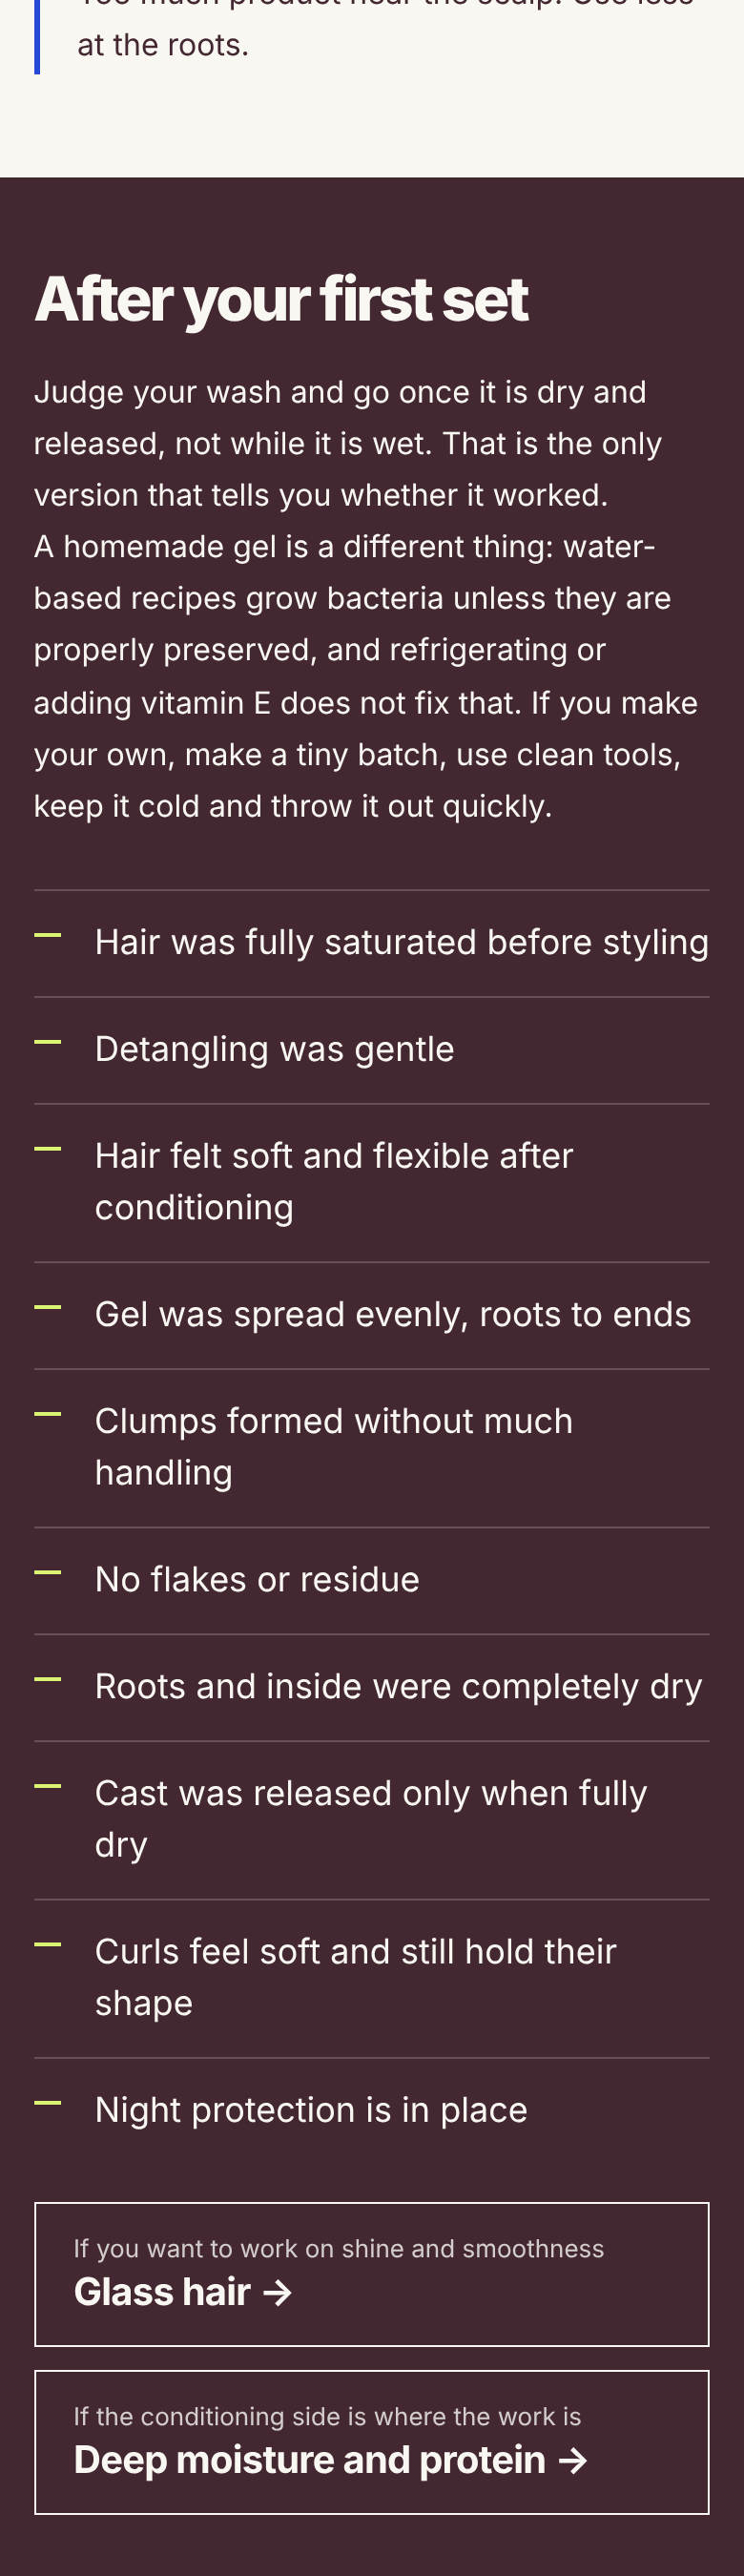 Too much product near the scalp. Use less
at the roots.
After your first set
Judge your wash and go once it is dry and
released, not while it is wet. That is the only
version that tells you whether it worked.
A homemade gel is a different thing: water-
based recipes grow bacteria unless they are
properly preserved, and refrigerating or
adding vitamin E does not fix that. If you make
your own, make a tiny batch, use clean tools,
keep it cold and throw it out quickly.
Hair was fully saturated before styling
Detangling was gentle
Hair felt soft and flexible after
conditioning
Gel was spread evenly, roots to ends
Clumps formed without much
handling
No flakes or residue
Roots and inside were completely dry
Cast was released only when fully
dry
Curls feel soft and still hold their
shape
Night protection is in place
If you want to work on shine and smoothness
Glass hair →
If the conditioning side is where the work is
Deep moisture and protein →